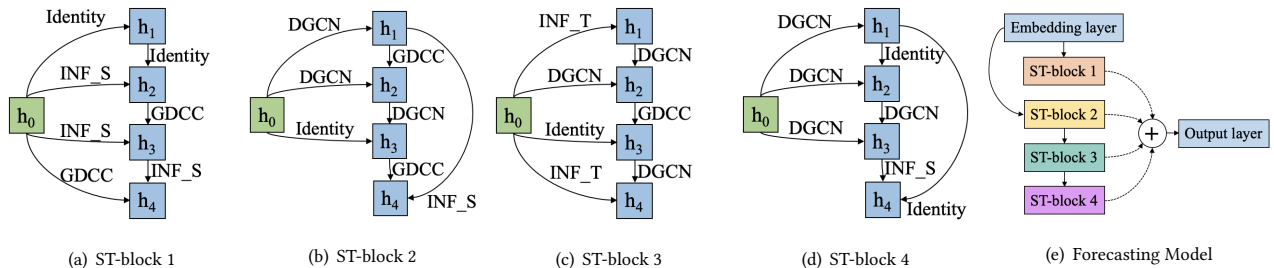 Identity
h0
h1
Identity
INF_S
h2
GDCC
INF_S
h3
INF_S
GDCC
h4
(a) ST-block 1
DGCN
h0
h1
GDCC
DGCN
h2
DGCN
Identity
h3
GDCC
h4
INF_S
(b) ST-block 2
INF_T
h0
h1
DGCN
DGCN
h2
GDCC
Identity
h3
DGCN
INF_T
h4
(c) ST-block 3
DGCN
h0
h1
Identity
DGCN
h2
DGCN
DGCN
h3
INF_S
h4
Identity
(d) ST-block 4
Embedding layer
ST-block 1
ST-block 2
ST-block 3
ST-block 4
+
Output layer
(e) Forecasting Model